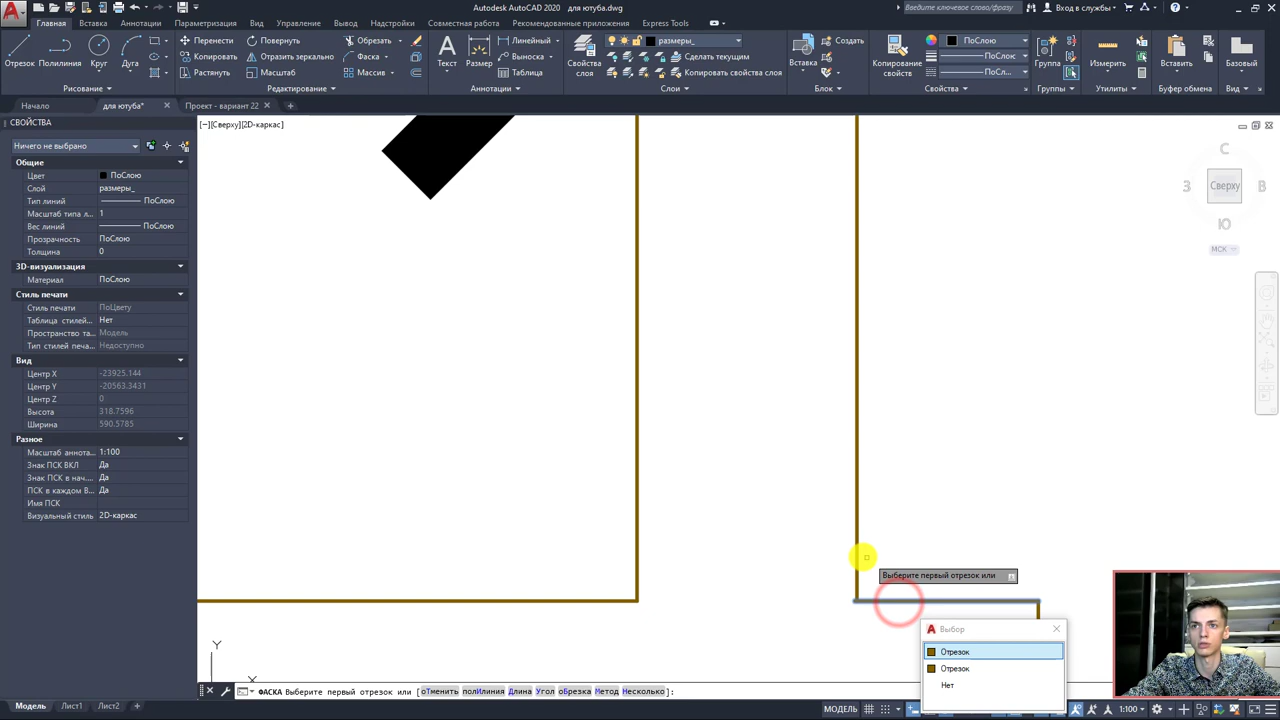 Autodesk AutoCAD 2020 для ютуба.dwg
Введите ключевое слово/фразу
Вход в службы
Главная Вставка Аннотации Параметризация Вид Управление Вывод Надстройки Совместная работа Рекомендованные приложения Express Tools
Отрезок Полилиния Круг Дуга
Перенести Повернуть Обрезать
Копировать Отразить зеркально Фаска
Растянуть Масштаб Массив
Текст Размер
Линейный
Выноска
Таблица
Свойства слоя
размеры_
Сделать текущим
Копировать свойства слоя
Вставка
Создать
Копирование свойств
ПоСлою
ПоСлою
ПоСл...
Группа
Измерить
Вставить
Базовый
Рисование Редактирование Аннотации Слои Блок Свойства Группы Утилиты Буфер обмена Вид
Начало для ютуба* Проект - вариант 22
СВОЙСТВА
[−][Сверху][2D-каркас]
Ничего не выбрано
Общие
Цвет ПоСлою
Слой размеры_
Тип линий ПоСлою
Масштаб типа л... 1
Вес линий ПоСлою
Прозрачность ПоСлою
Толщина 0
3D-визуализация
Материал ПоСлою
Стиль печати
Стиль печати ПоЦвету
Таблица стилей... Нет
Пространство та... Модель
Тип стилей печа... Недоступно
Вид
Центр X -23925.144
Центр Y -20563.3431
Центр Z 0
Высота 318.7596
Ширина 590.5785
Разное
Масштаб аннота... 1:100
Знак ПСК ВКЛ Да
Знак ПСК в нач.... Да
ПСК в каждом В... Да
Имя ПСК
Визуальный стиль 2D-каркас
С
З Сверху В
Ю
МСК
Выберите первый отрезок или
Выбор
Отрезок
Отрезок
Нет
Y
X
ФАСКА Выберите первый отрезок или [оТменить полИлиния Длина Угол оБрезка Метод Несколько]:
Модель Лист1 Лист2
МОДЕЛЬ
1:100